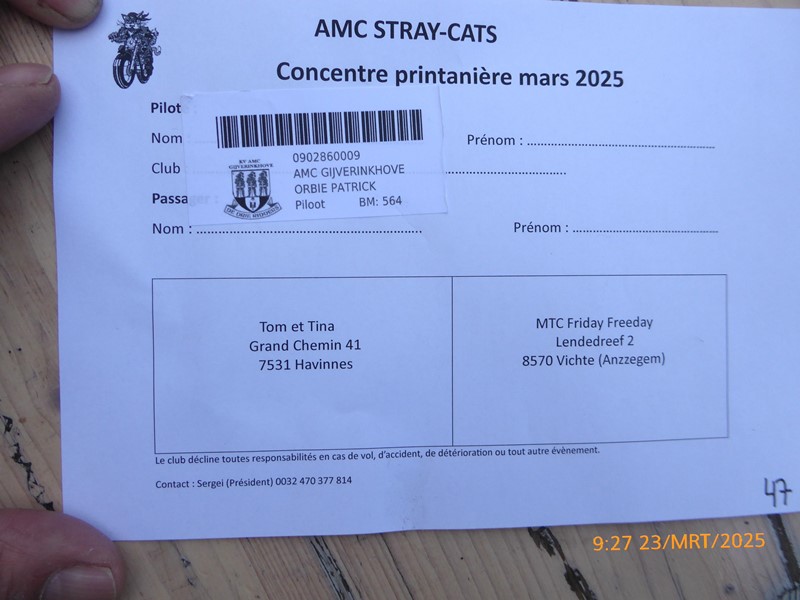 AMC STRAY-CATS
Concentre printanière mars 2025
Pilot
Nom
Prénom : ................................................
Club
................................
Passa
Nom : ............................................................
Prénom : .....................................
0902860009
AMC GIJVERINKHOVE
ORBIE PATRICK
Piloot BM: 564
KV AMC
GIJVERINKHOVE
Tom et Tina
Grand Chemin 41
7531 Havinnes
MTC Friday Freeday
Lendedreef 2
8570 Vichte (Anzzegem)
Le club décline toutes responsabilités en cas de vol, d'accident, de détérioration ou tout autre évènement.
Contact : Sergei (Président) 0032 470 377 814
47
9:27 23/MRT/2025